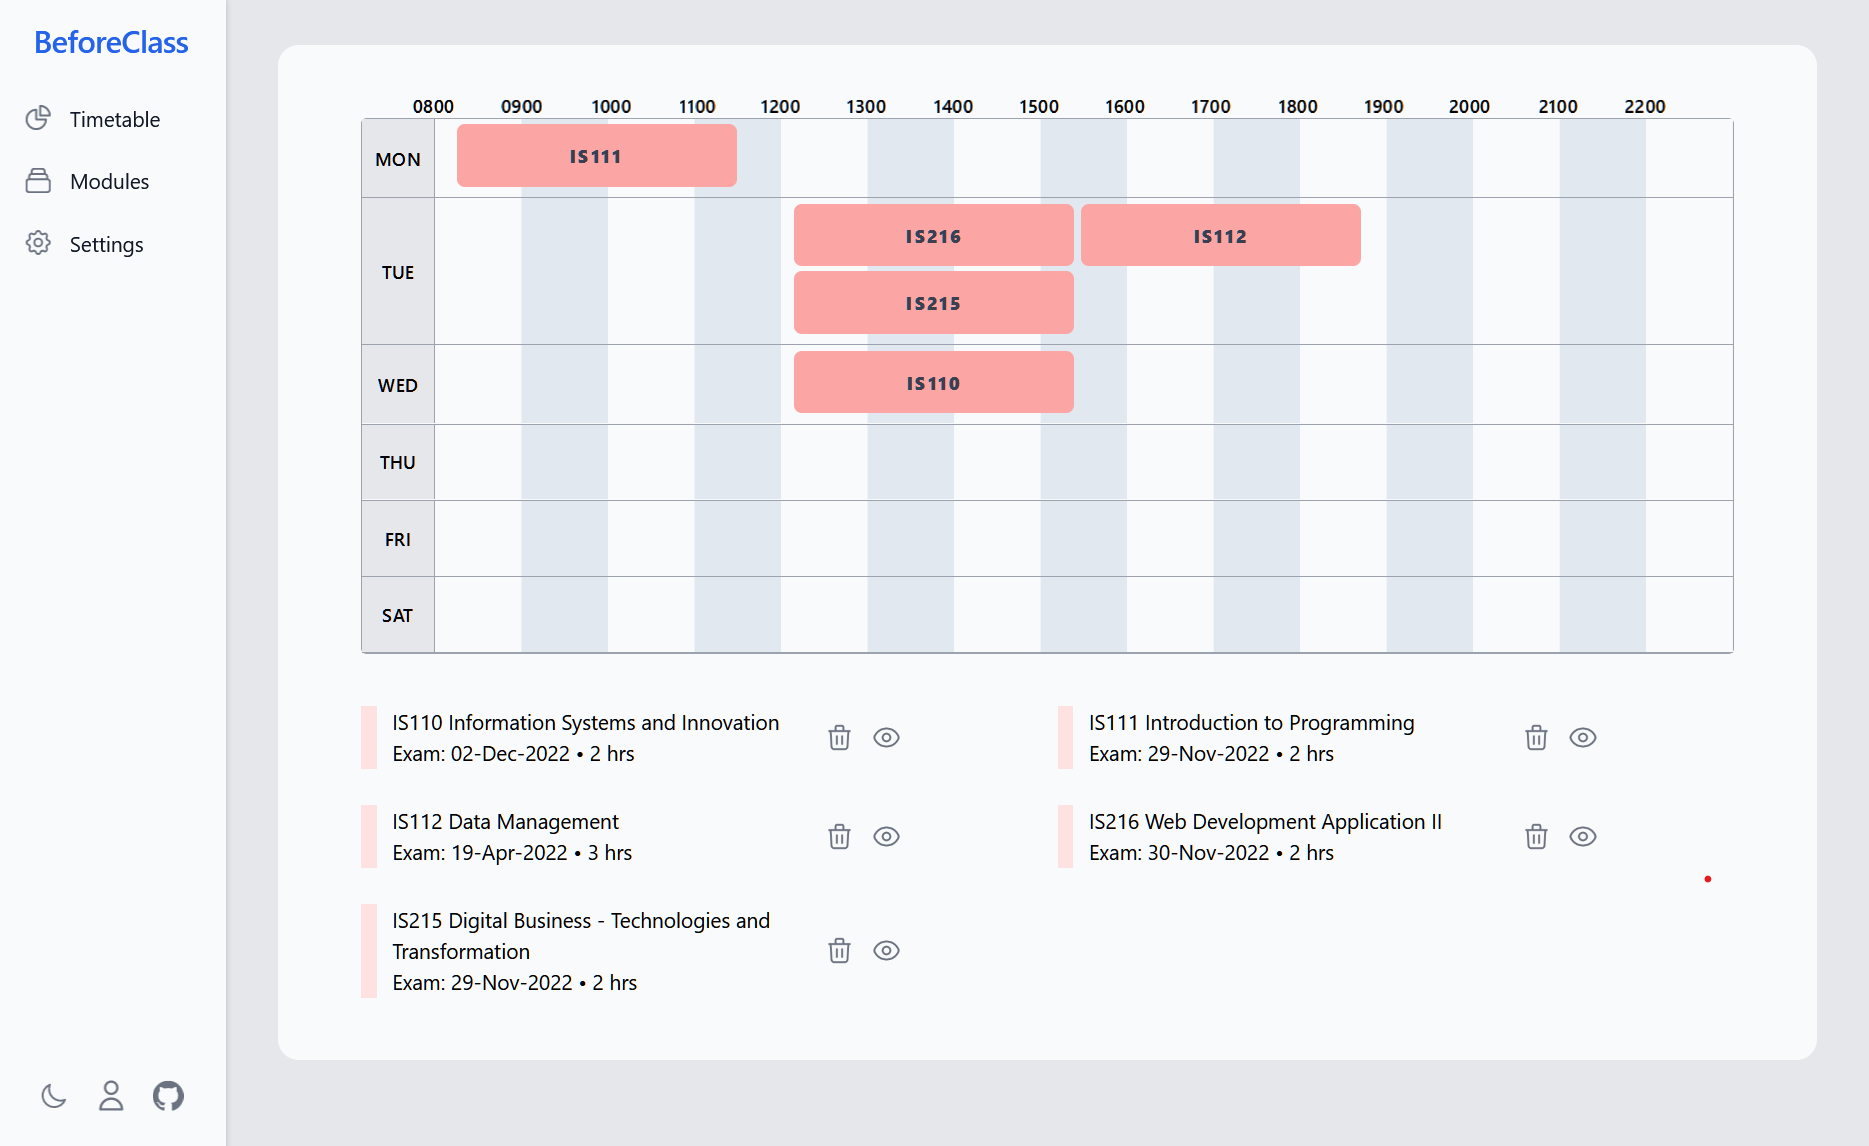 BeforeClass
Timetable
Modules
Settings
0800 0900 1000 1100 1200 1300 1400 1500 1600 1700 1800 1900 2000 2100 2200
MON
IS111
TUE
IS216 IS112
IS215
WED
IS110
THU
FRI
SAT
IS110 Information Systems and Innovation
Exam: 02-Dec-2022 • 2 hrs
IS111 Introduction to Programming
Exam: 29-Nov-2022 • 2 hrs
IS112 Data Management
Exam: 19-Apr-2022 • 3 hrs
IS216 Web Development Application II
Exam: 30-Nov-2022 • 2 hrs
IS215 Digital Business - Technologies and
Transformation
Exam: 29-Nov-2022 • 2 hrs